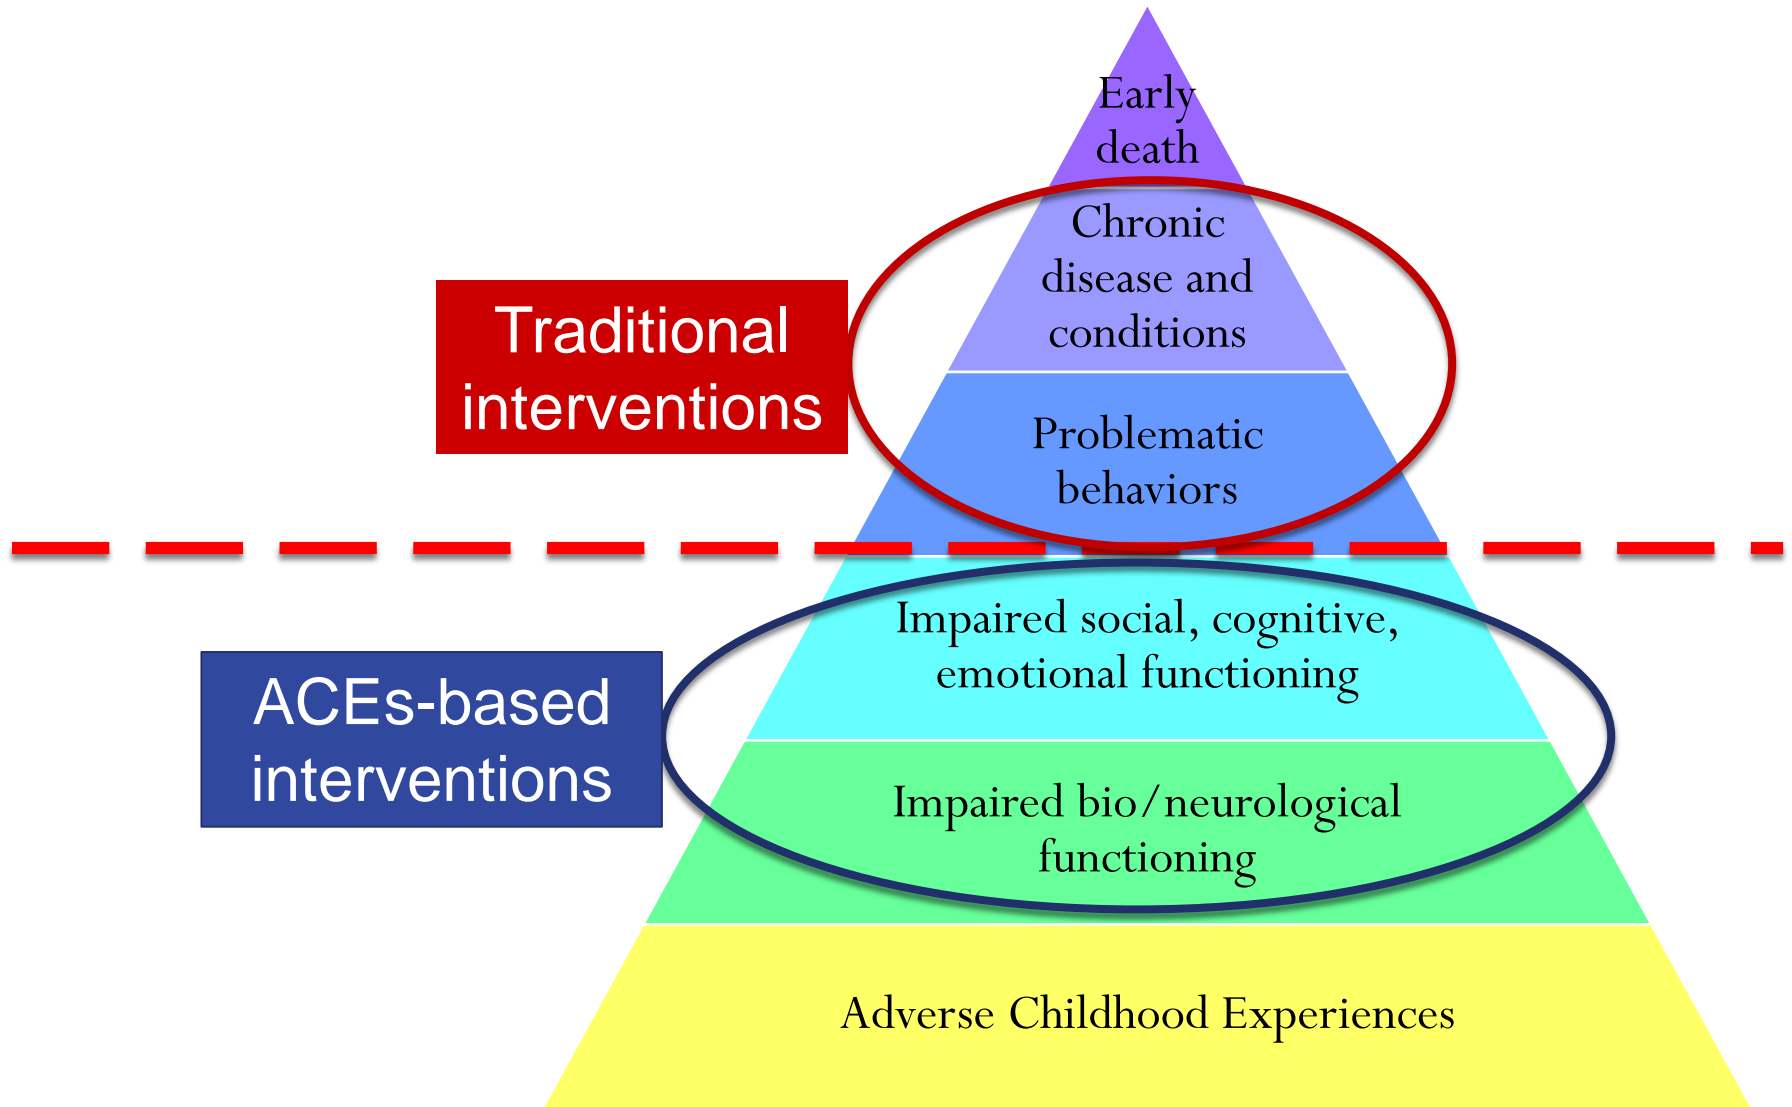 Early
death
Chronic
disease and
conditions
Traditional
interventions
Problematic
behaviors
Impaired social, cognitive,
emotional functioning
ACEs-based
interventions
Impaired bio/neurological
functioning
Adverse Childhood Experiences